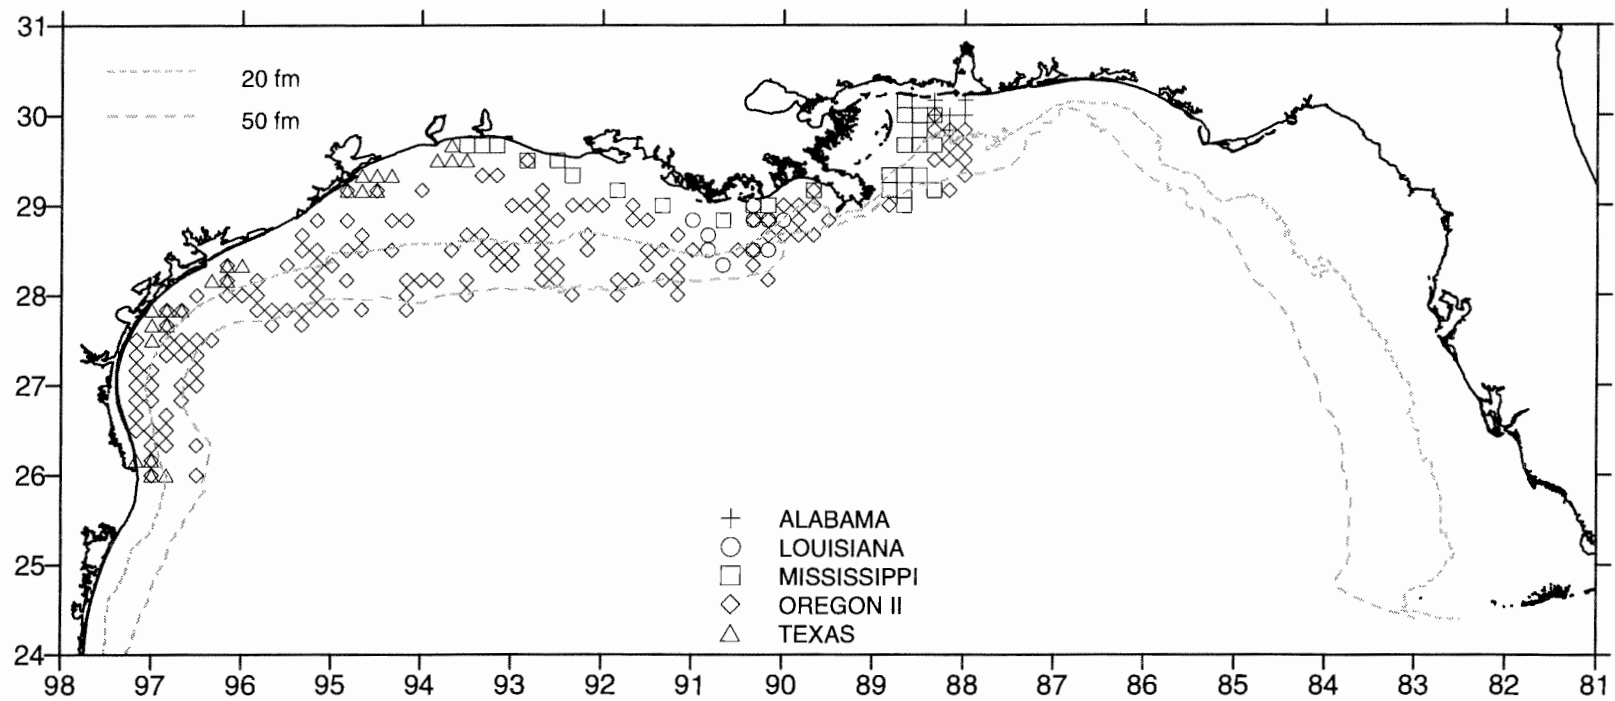 31
20 fm
30
50 fm
29
28
27
26
25
24
ALABAMA
LOUISIANA
MISSISSIPPI
OREGON II
TEXAS
98 97 96 95 94 93 92 91 90 89 88 87 86 85 84 83 82 81